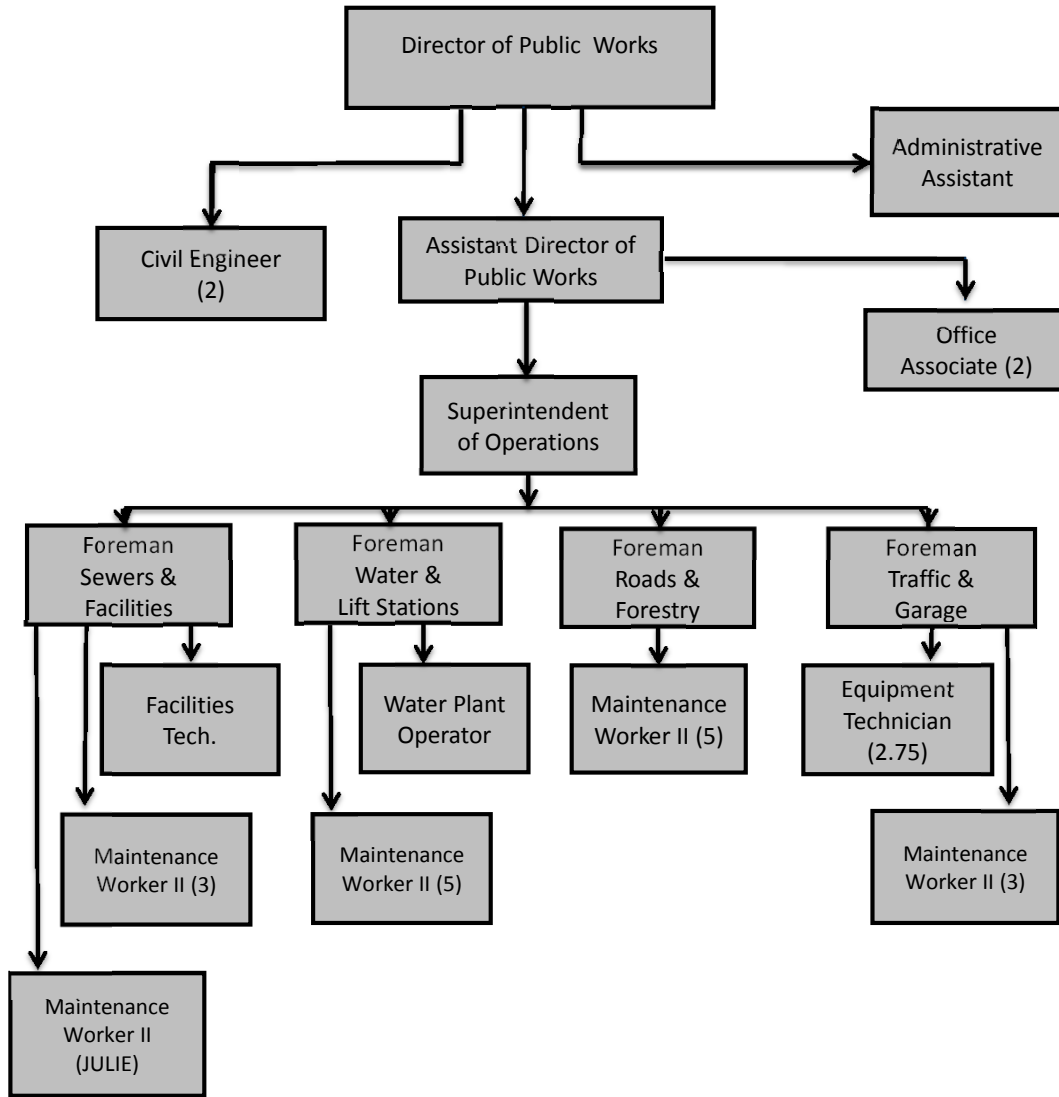 Director of Public Works
Administrative
Assistant
Civil Engineer
(2)
Assistant Director of
Public Works
Office
Associate (2)
Superintendent
of Operations
Foreman
Sewers &
Facilities
Foreman
Water &
Lift Stations
Foreman
Roads &
Forestry
Foreman
Traffic &
Garage
Facilities
Tech.
Water Plant
Operator
Maintenance
Worker II (5)
Equipment
Technician
(2.75)
Maintenance
Worker II (3)
Maintenance
Worker II (5)
Maintenance
Worker II (3)
Maintenance
Worker II
(JULIE)